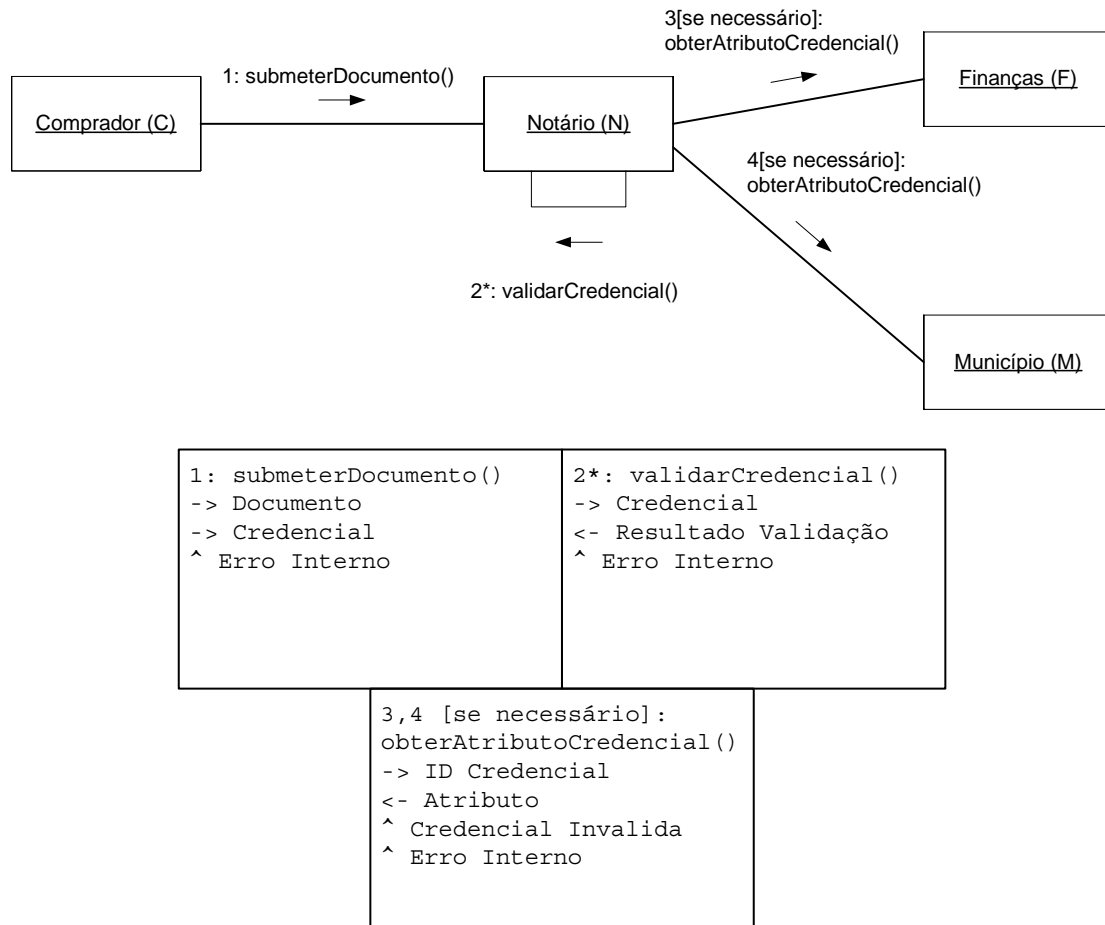 3[se necessário]:
obterAtributoCredencial()
1: submeterDocumento()
Comprador (C)
Notário (N)
Finanças (F)
4[se necessário]:
obterAtributoCredencial()
2*: validarCredencial()
Município (M)
1: submeterDocumento()
-> Documento
-> Credencial
^ Erro Interno
2*: validarCredencial()
-> Credencial
<- Resultado Validação
^ Erro Interno
3,4 [se necessário]:
obterAtributoCredencial()
-> ID Credencial
<- Atributo
^ Credencial Invalida
^ Erro Interno